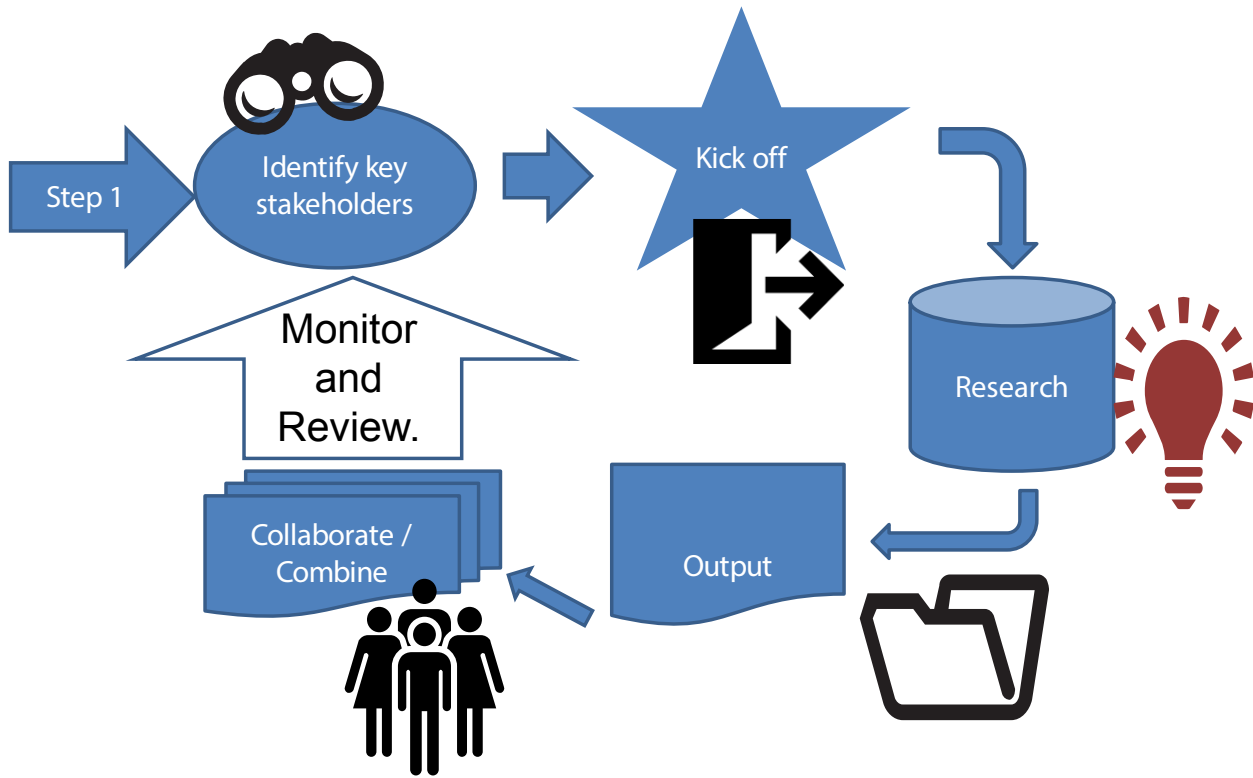 Step 1
Identify key
stakeholders
Kick off
Research
Output
Collaborate /
Combine
Monitor
and
Review.